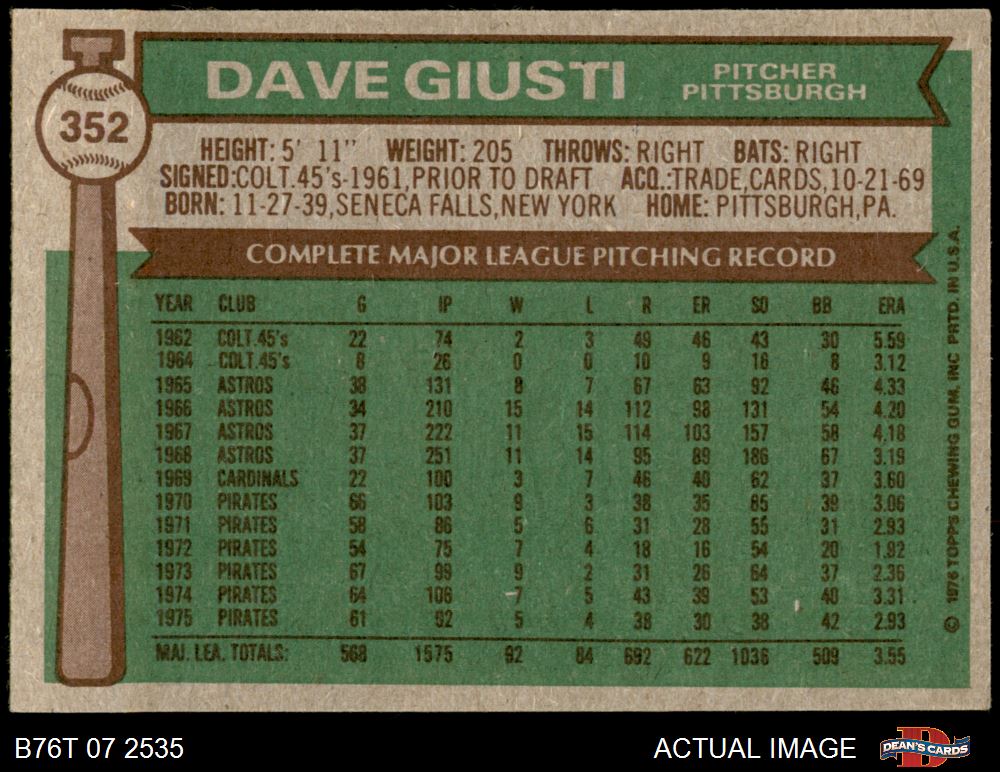 352
DAVE GIUSTI
PITCHER
PITTSBURGH
HEIGHT: 5' 11" WEIGHT: 205 THROWS: RIGHT BATS: RIGHT
SIGNED:COLT.45's-1961,PRIOR TO DRAFT ACQ.:TRADE,CARDS,10-21-69
BORN: 11-27-39,SENECA FALLS,NEW YORK HOME: PITTSBURGH,PA.
COMPLETE MAJOR LEAGUE PITCHING RECORD
YEAR CLUB G IP W L R ER SO BB ERA
1962 COLT.45's 22 74 2 3 49 46 43 30 5.59
1964 COLT.45's 8 26 0 0 10 9 16 8 3.12
1965 ASTROS 38 131 8 7 67 63 92 46 4.33
1966 ASTROS 34 210 15 14 112 98 131 54 4.20
1967 ASTROS 37 222 11 15 114 103 157 58 4.18
1968 ASTROS 37 251 11 14 95 89 186 67 3.19
1969 CARDINALS 22 100 3 7 46 40 62 37 3.60
1970 PIRATES 66 103 9 3 38 35 85 39 3.06
1971 PIRATES 58 86 5 6 31 28 55 31 2.93
1972 PIRATES 54 75 7 4 18 16 54 20 1.92
1973 PIRATES 67 99 9 2 31 26 64 37 2.36
1974 PIRATES 64 106 7 5 43 39 53 40 3.31
1975 PIRATES 61 92 5 4 38 30 38 42 2.93
MAJ. LEA. TOTALS: 568 1575 92 84 692 622 1036 509 3.55
© 1976 TOPPS CHEWING GUM, INC PRTD. IN U.S.A.
B76T 07 2535
ACTUAL IMAGE
DEAN'S CARDS